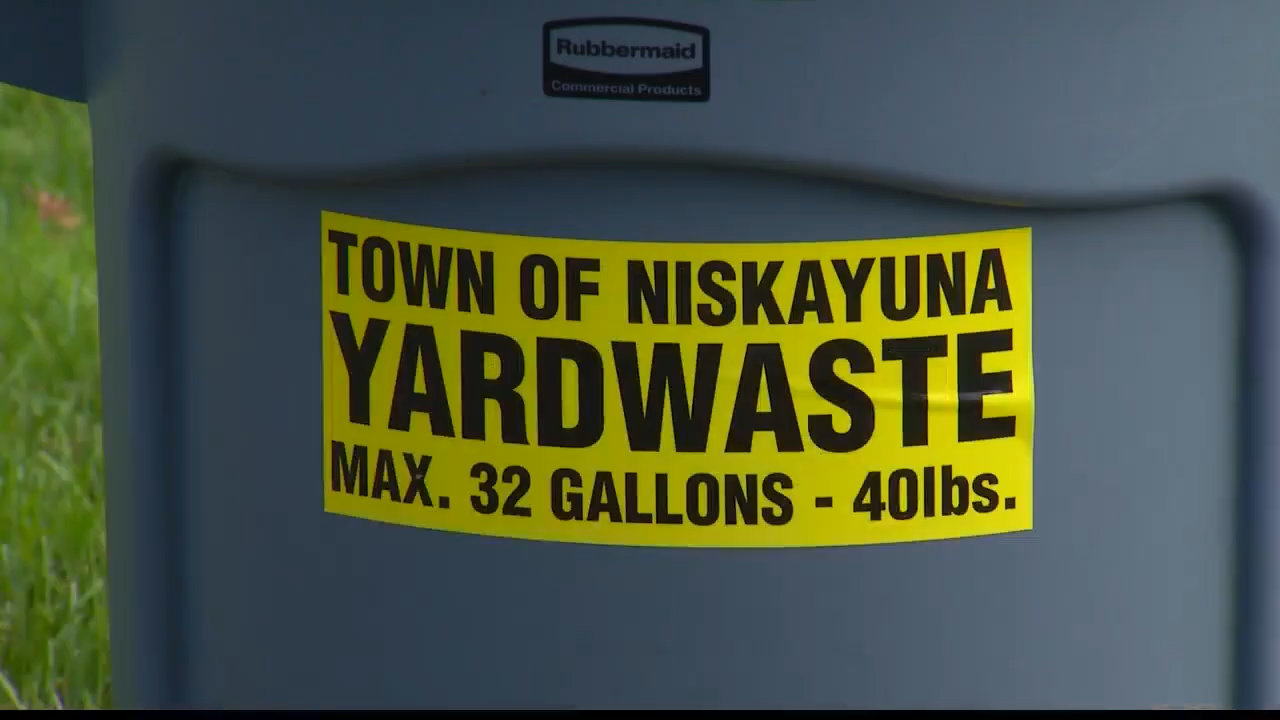 Rubbermaid
Commercial Products
TOWN OF NISKAYUNA
YARDWASTE
MAX. 32 GALLONS - 40lbs.